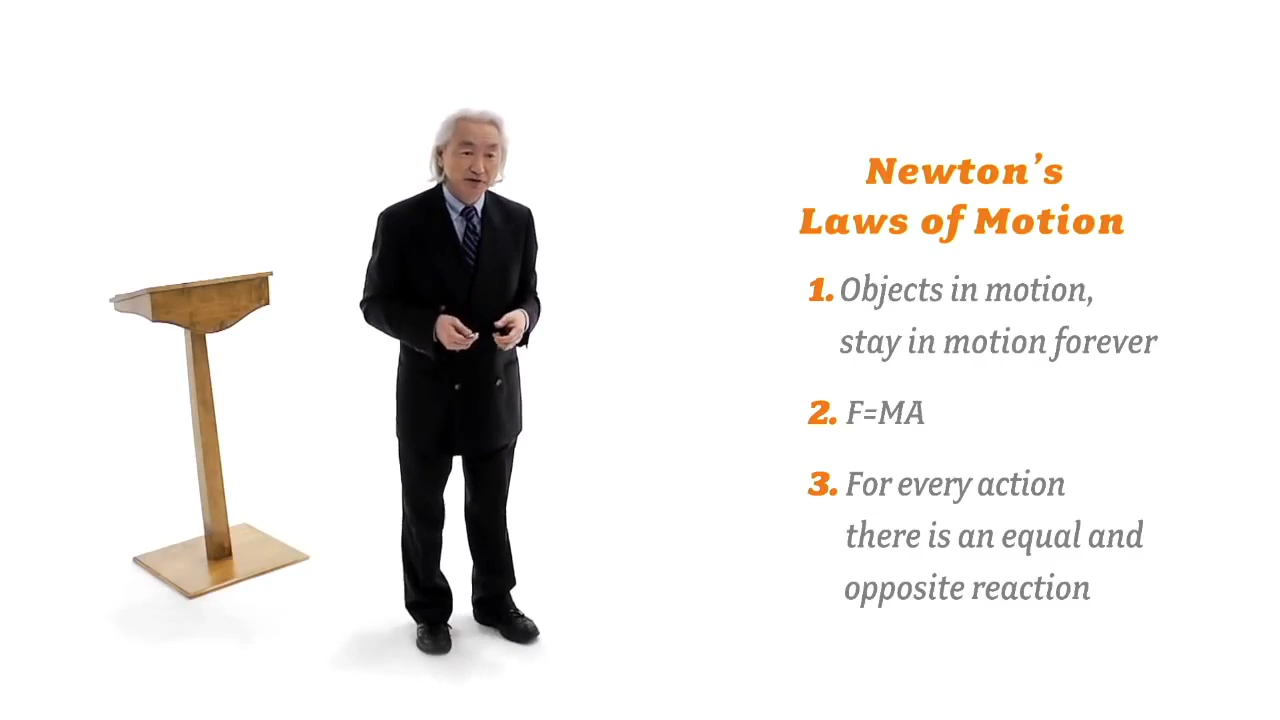 Newton's
Laws of Motion
1. Objects in motion,
stay in motion forever
2. F=MA
3. For every action
there is an equal and
opposite reaction